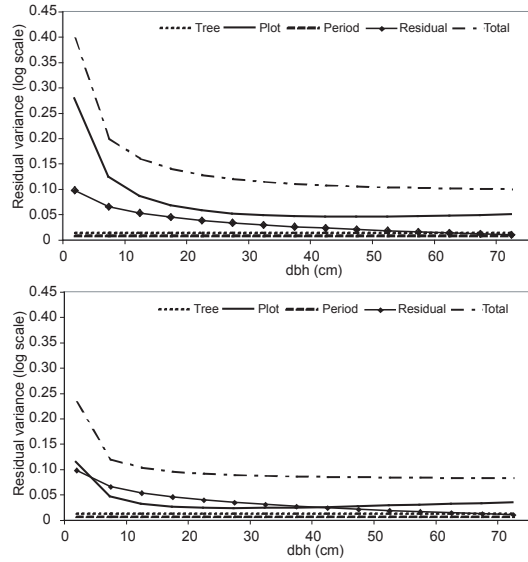 0.45
Tree Plot Period Residual Total
0.40
0.35
0.30
0.25
0.20
0.15
0.10
0.05
0
Residual variance (log scale)
0 10 20 30 40 50 60 70
dbh (cm)
0.45
Tree Plot Period Residual Total
0.40
0.35
0.30
0.25
0.20
0.15
0.10
0.05
0
Residual variance (log scale)
0 10 20 30 40 50 60 70
dbh (cm)